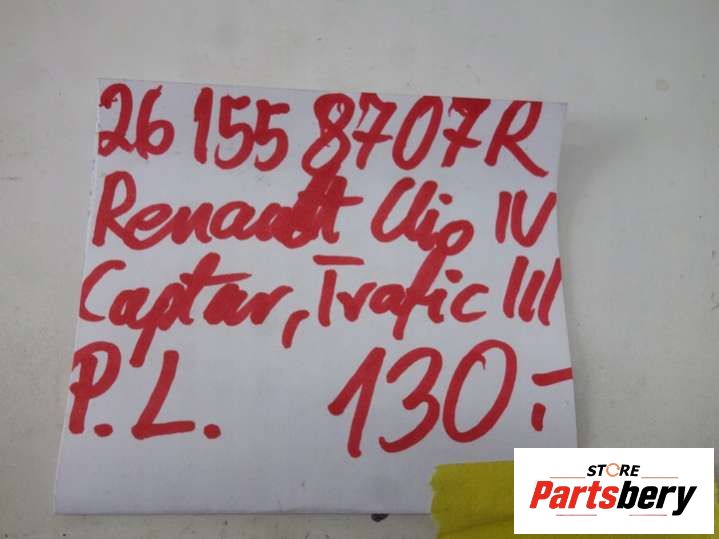 26 155 8707R
Renault Clio IV
Captur, Trafic III
P.L. 130.-
STORE
Partsbery